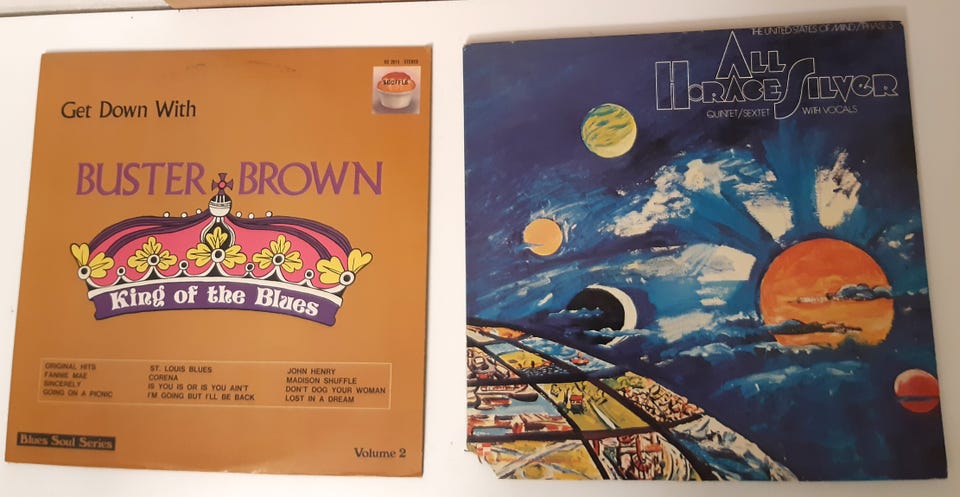 SE 2014 STEREO
SOUFFLE
Get Down With
BUSTER BROWN
King of the Blues
ORIGINAL HITS
FANNIE MAE
SINCERELY
GOING ON A PICNIC
ST. LOUIS BLUES
CORENA
IS YOU IS OR IS YOU AIN'T
I'M GOING BUT I'LL BE BACK
JOHN HENRY
MADISON SHUFFLE
DON'T DOG YOUR WOMAN
LOST IN A DREAM
Blues Soul Series
Volume 2
THE UNITED STATES OF MIND/PHASE 3
ALL
HORACE SILVER
QUINTET/SEXTET WITH VOCALS